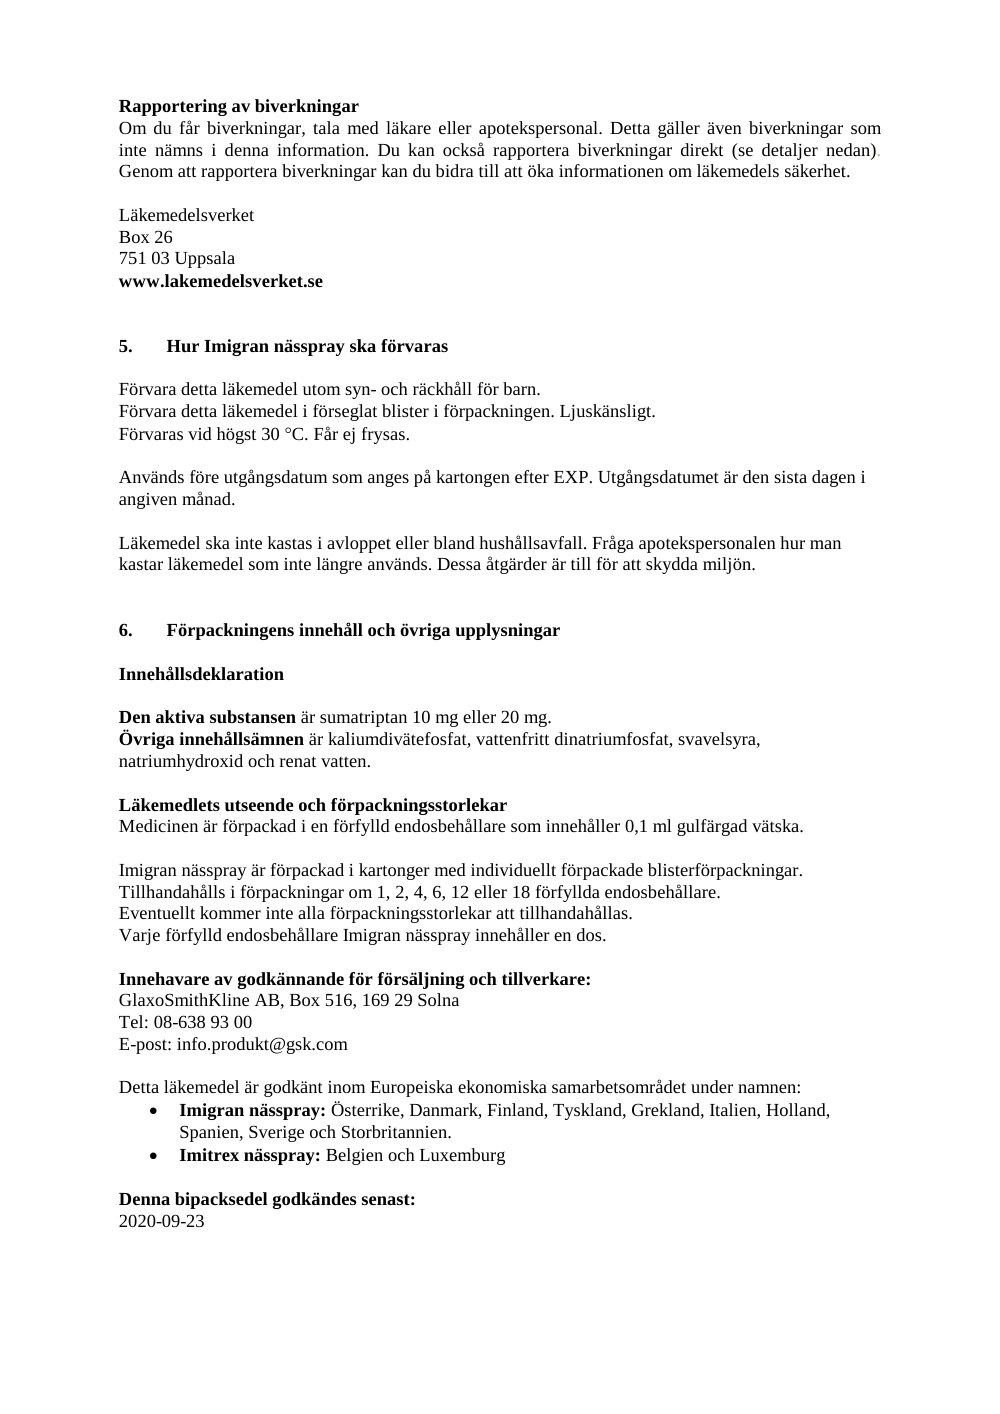 Rapportering av biverkningar
Om du får biverkningar, tala med läkare eller apotekspersonal. Detta gäller även biverkningar som
inte nämns i denna information. Du kan också rapportera biverkningar direkt (se detaljer nedan).
Genom att rapportera biverkningar kan du bidra till att öka informationen om läkemedels säkerhet.
Läkemedelsverket
Box 26
751 03 Uppsala
www.lakemedelsverket.se
5. Hur Imigran nässpray ska förvaras
Förvara detta läkemedel utom syn- och räckhåll för barn.
Förvara detta läkemedel i förseglat blister i förpackningen. Ljuskänsligt.
Förvaras vid högst 30 °C. Får ej frysas.
Används före utgångsdatum som anges på kartongen efter EXP. Utgångsdatumet är den sista dagen i
angiven månad.
Läkemedel ska inte kastas i avloppet eller bland hushållsavfall. Fråga apotekspersonalen hur man
kastar läkemedel som inte längre används. Dessa åtgärder är till för att skydda miljön.
6. Förpackningens innehåll och övriga upplysningar
Innehållsdeklaration
Den aktiva substansen är sumatriptan 10 mg eller 20 mg.
Övriga innehållsämnen är kaliumdivätefosfat, vattenfritt dinatriumfosfat, svavelsyra,
natriumhydroxid och renat vatten.
Läkemedlets utseende och förpackningsstorlekar
Medicinen är förpackad i en förfylld endosbehållare som innehåller 0,1 ml gulfärgad vätska.
Imigran nässpray är förpackad i kartonger med individuellt förpackade blisterförpackningar.
Tillhandahålls i förpackningar om 1, 2, 4, 6, 12 eller 18 förfyllda endosbehållare.
Eventuellt kommer inte alla förpackningsstorlekar att tillhandahållas.
Varje förfylld endosbehållare Imigran nässpray innehåller en dos.
Innehavare av godkännande för försäljning och tillverkare:
GlaxoSmithKline AB, Box 516, 169 29 Solna
Tel: 08-638 93 00
E-post: info.produkt@gsk.com
Detta läkemedel är godkänt inom Europeiska ekonomiska samarbetsområdet under namnen:
• Imigran nässpray: Österrike, Danmark, Finland, Tyskland, Grekland, Italien, Holland,
Spanien, Sverige och Storbritannien.
• Imitrex nässpray: Belgien och Luxemburg
Denna bipacksedel godkändes senast:
2020-09-23